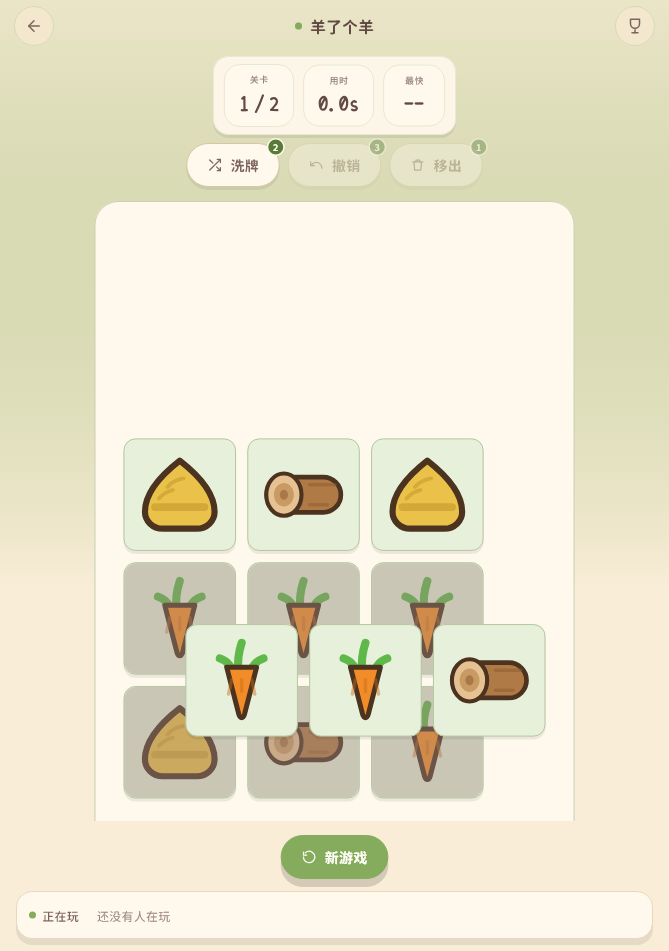 羊了个羊
关卡 用时 最快
1 / 2 0.0s --
洗牌 2 撤销 3 移出 1
新游戏
正在玩 还没有人在玩